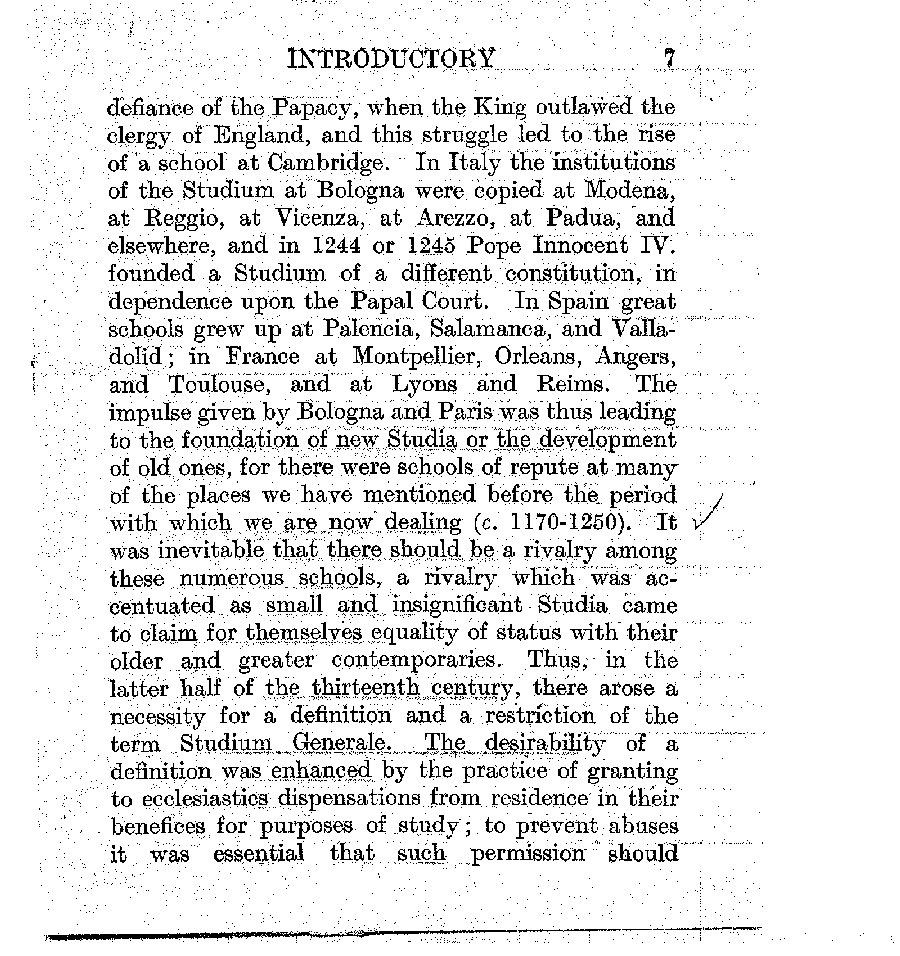 INTRODUCTORY 7
defiance of the Papacy, when the King outlawed the
clergy of England, and this struggle led to the rise
of a school at Cambridge. In Italy the institutions
of the Studium at Bologna were copied at Modena,
at Reggio, at Vicenza, at Arezzo, at Padua, and
elsewhere, and in 1244 or 1245 Pope Innocent IV.
founded a Studium of a different constitution, in
dependence upon the Papal Court. In Spain great
schools grew up at Palencia, Salamanca, and Valla-
dolid; in France at Montpellier, Orleans, Angers,
and Toulouse, and at Lyons and Reims. The
impulse given by Bologna and Paris was thus leading
to the foundation of new Studia or the development
of old ones, for there were schools of repute at many
of the places we have mentioned before the period
with which we are now dealing (c. 1170-1250). It
was inevitable that there should be a rivalry among
these numerous schools, a rivalry which was ac-
centuated as small and insignificant Studia came
to claim for themselves equality of status with their
older and greater contemporaries. Thus, in the
latter half of the thirteenth century, there arose a
necessity for a definition and a restriction of the
term Studium Generale. The desirability of a
definition was enhanced by the practice of granting
to ecclesiastics dispensations from residence in their
benefices for purposes of study; to prevent abuses
it was essential that such permission should